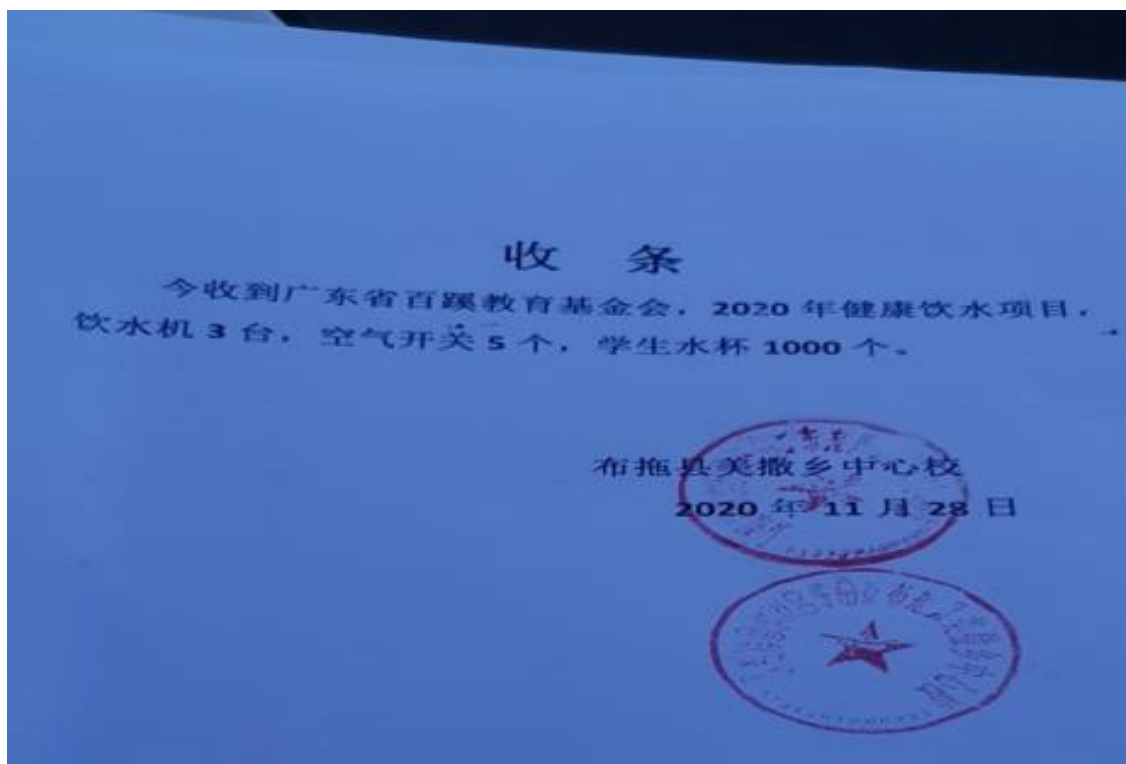 收 条
今收到广东省百蹊教育基金会，2020 年健康饮水项目，
饮水机 3 台，空气开关 5 个，学生水杯 1000 个。
布拖县美撒乡中心校
2020 年 11 月 28 日